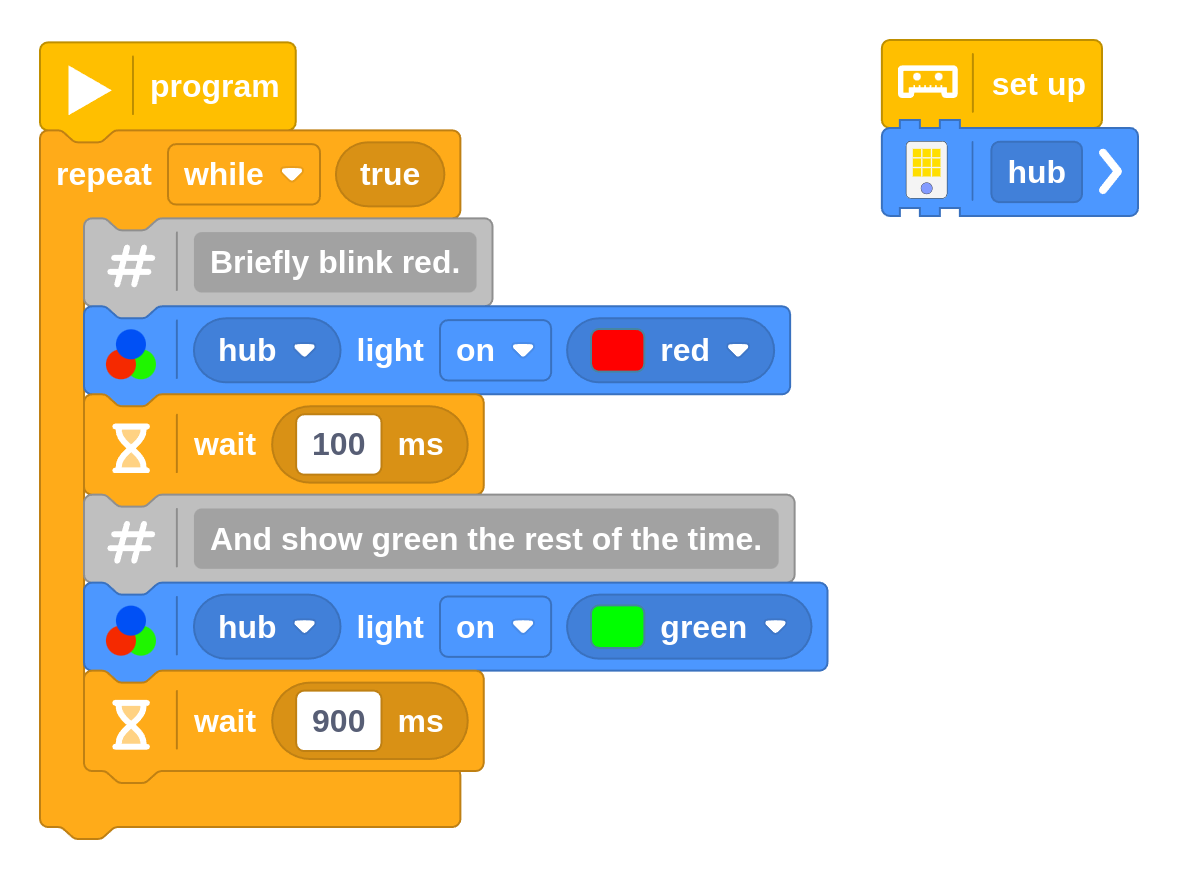 program
repeat while true
# Briefly blink red.
hub light on red
wait 100 ms
# And show green the rest of the time.
hub light on green
wait 900 ms
set up
hub